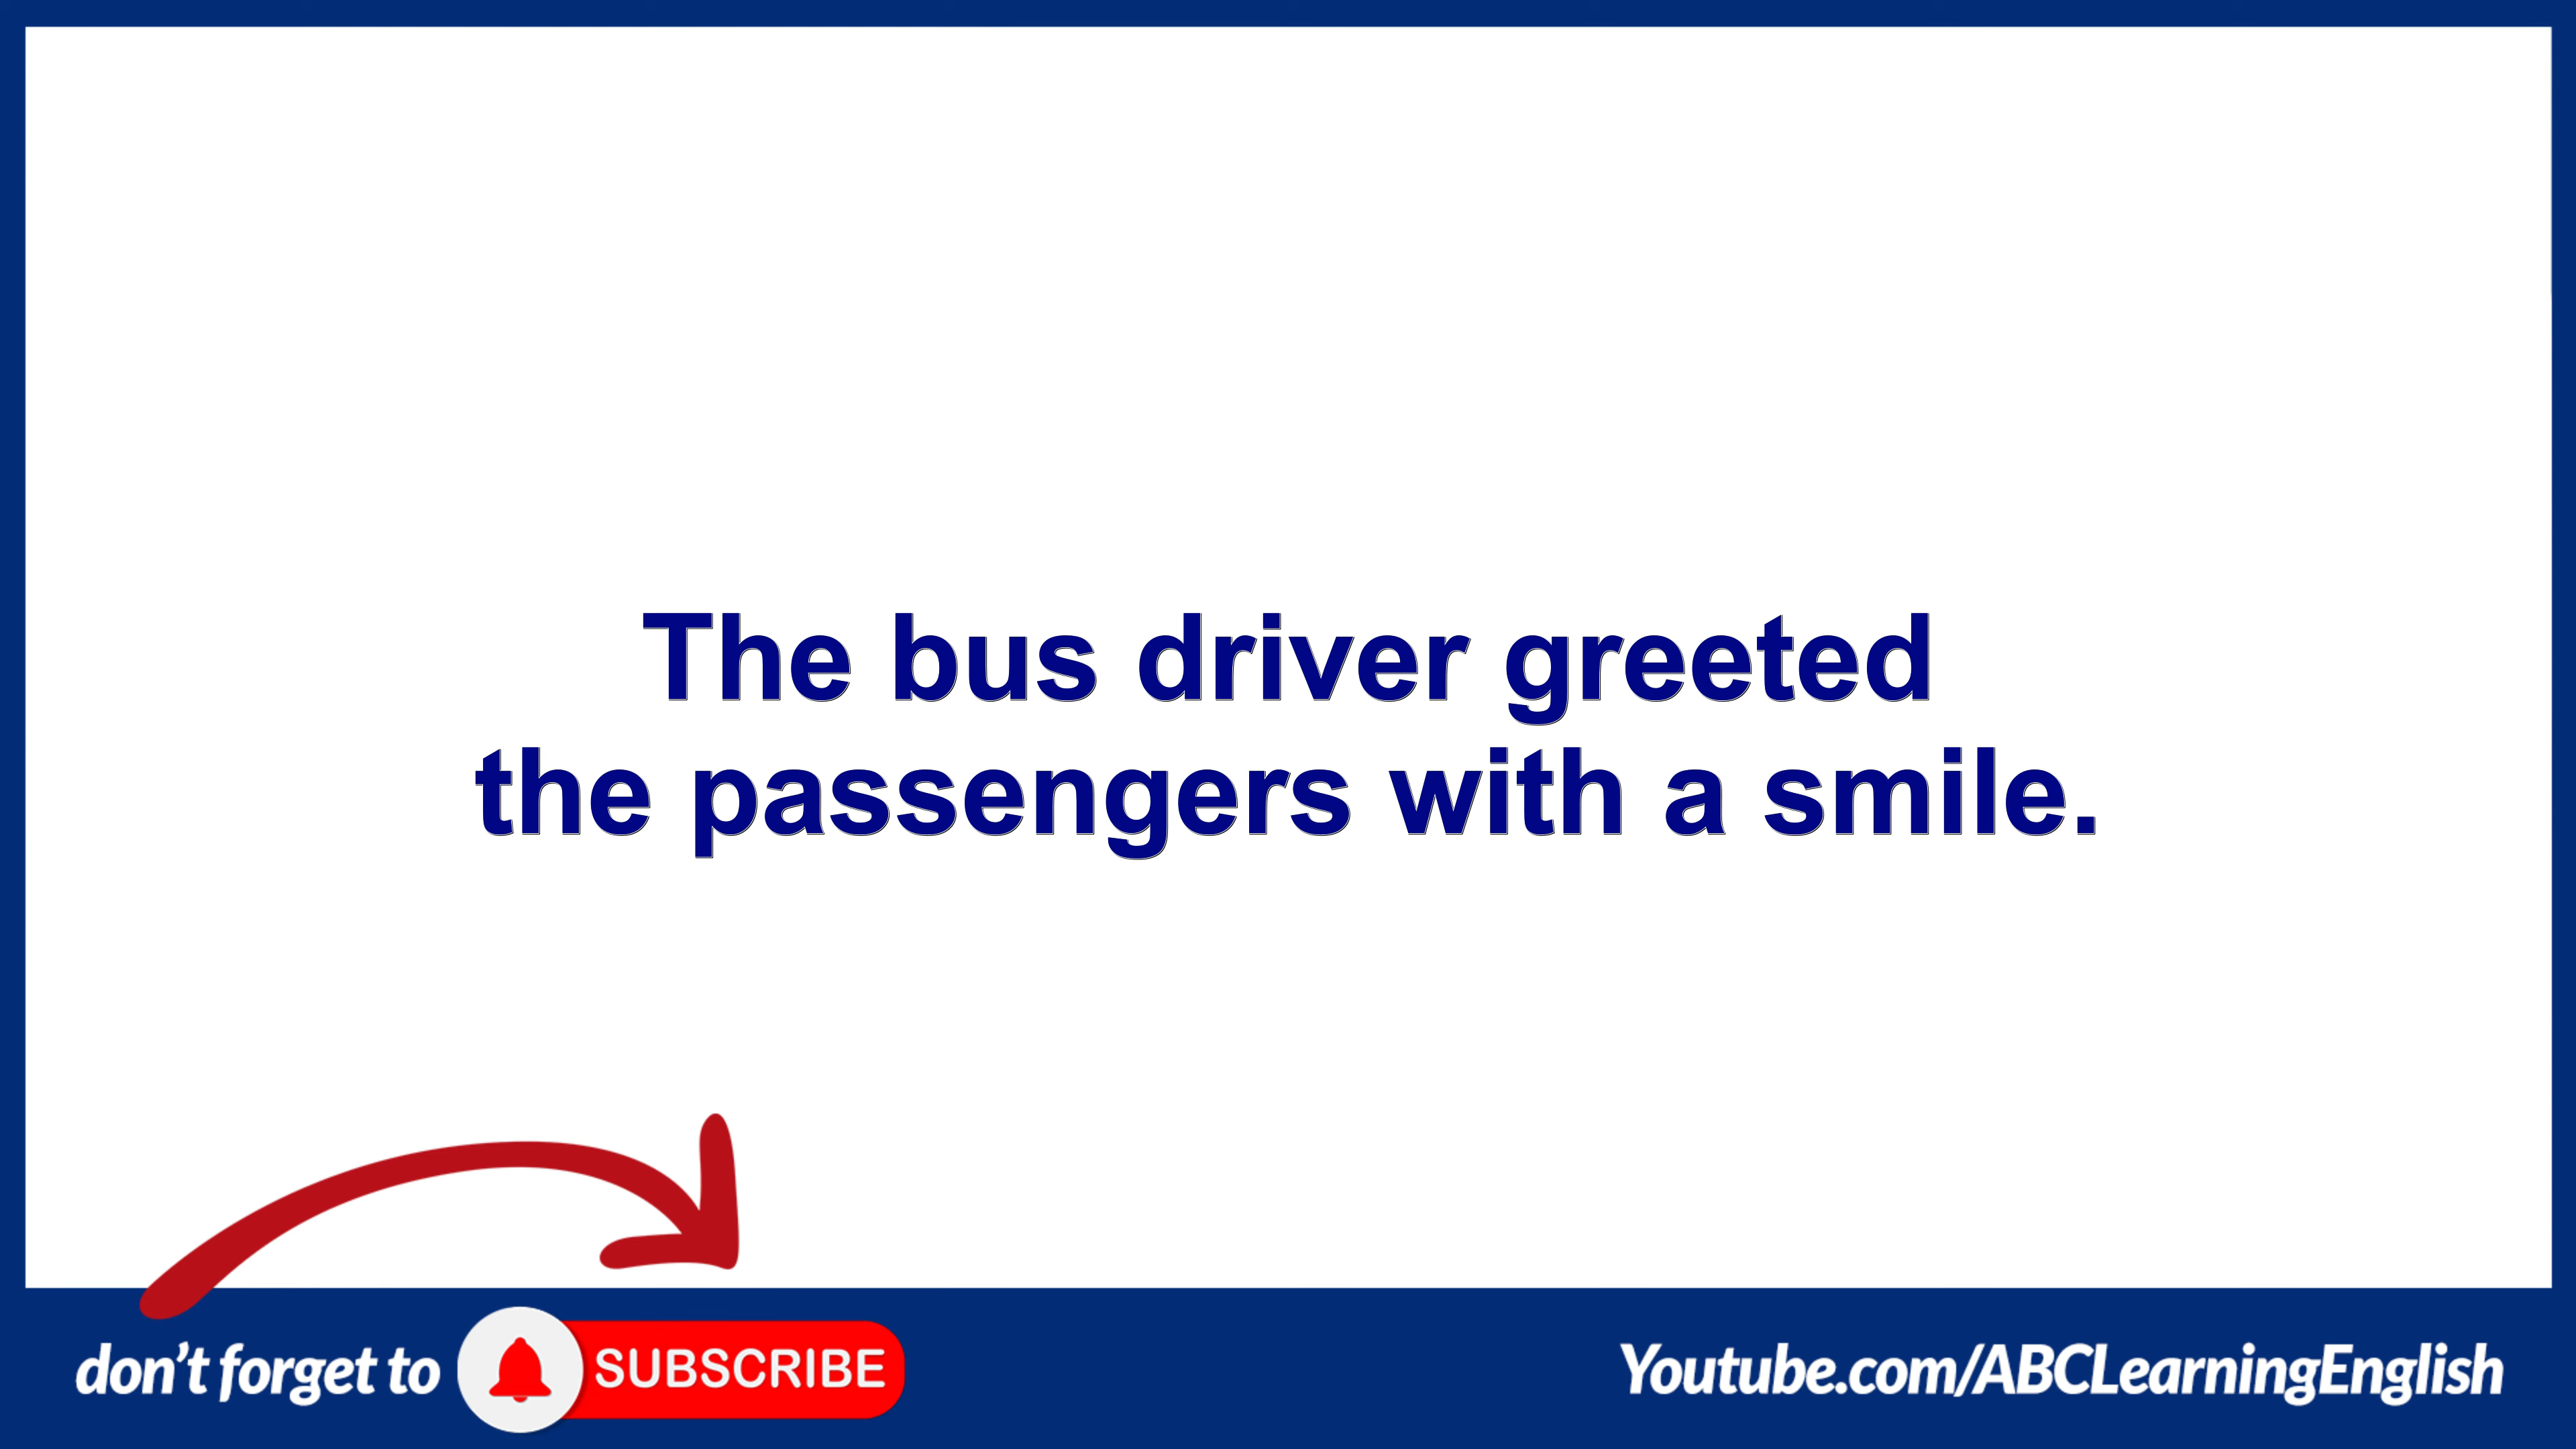 The bus driver greeted
the passengers with a smile.
don't forget to SUBSCRIBE
Youtube.com/ABCLearningEnglish